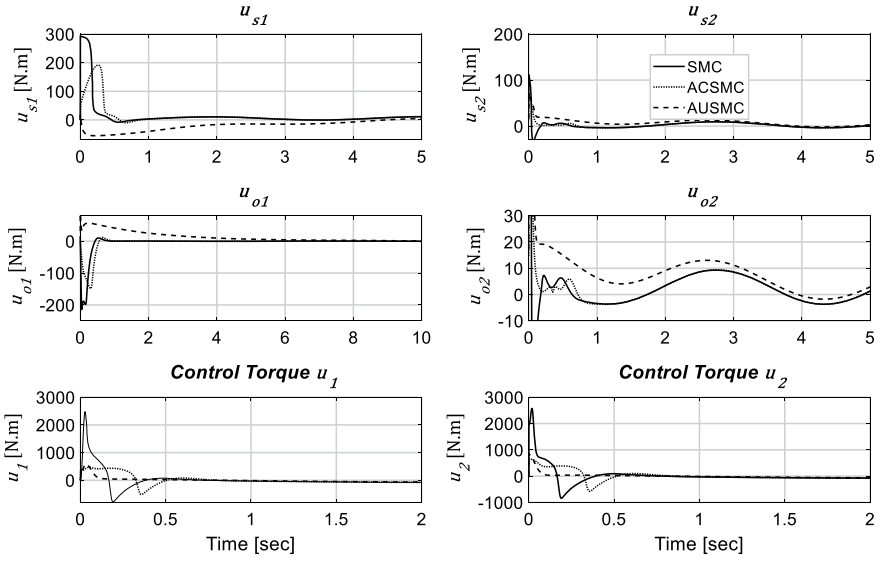 u_s1
300
200
100
0
u_s1 [N.m]
0 1 2 3 4 5
u_s2
200
100
0
u_s2 [N.m]
SMC
ACSMC
AUSMC
0 1 2 3 4 5
u_o1
0
-100
-200
u_o1 [N.m]
0 2 4 6 8 10
u_o2
30
20
10
0
-10
u_o2 [N.m]
0 1 2 3 4 5
Control Torque u_1
3000
2000
1000
0
u_1 [N.m]
0 0.5 1 1.5 2
Time [sec]
Control Torque u_2
3000
2000
1000
0
-1000
u_2 [N.m]
0 0.5 1 1.5 2
Time [sec]